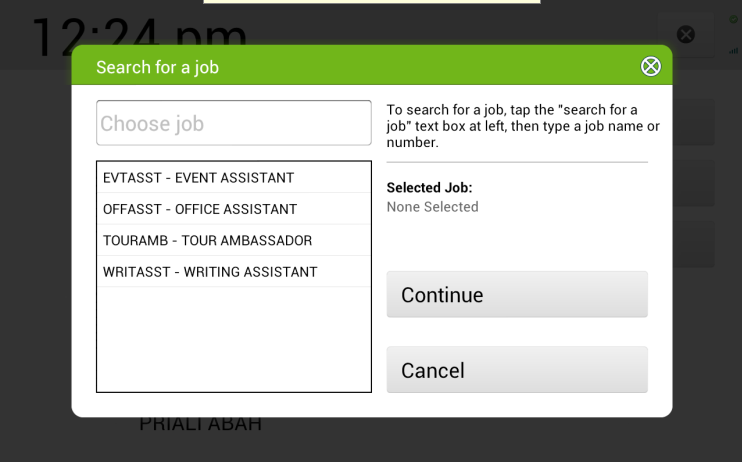 12:24 pm
Search for a job
Choose job
To search for a job, tap the "search for a
job" text box at left, then type a job name or
number.
EVTASST - EVENT ASSISTANT
OFFASST - OFFICE ASSISTANT
TOURAMB - TOUR AMBASSADOR
WRITASST - WRITING ASSISTANT
Selected Job:
None Selected
Continue
Cancel
PRIALI ABAH